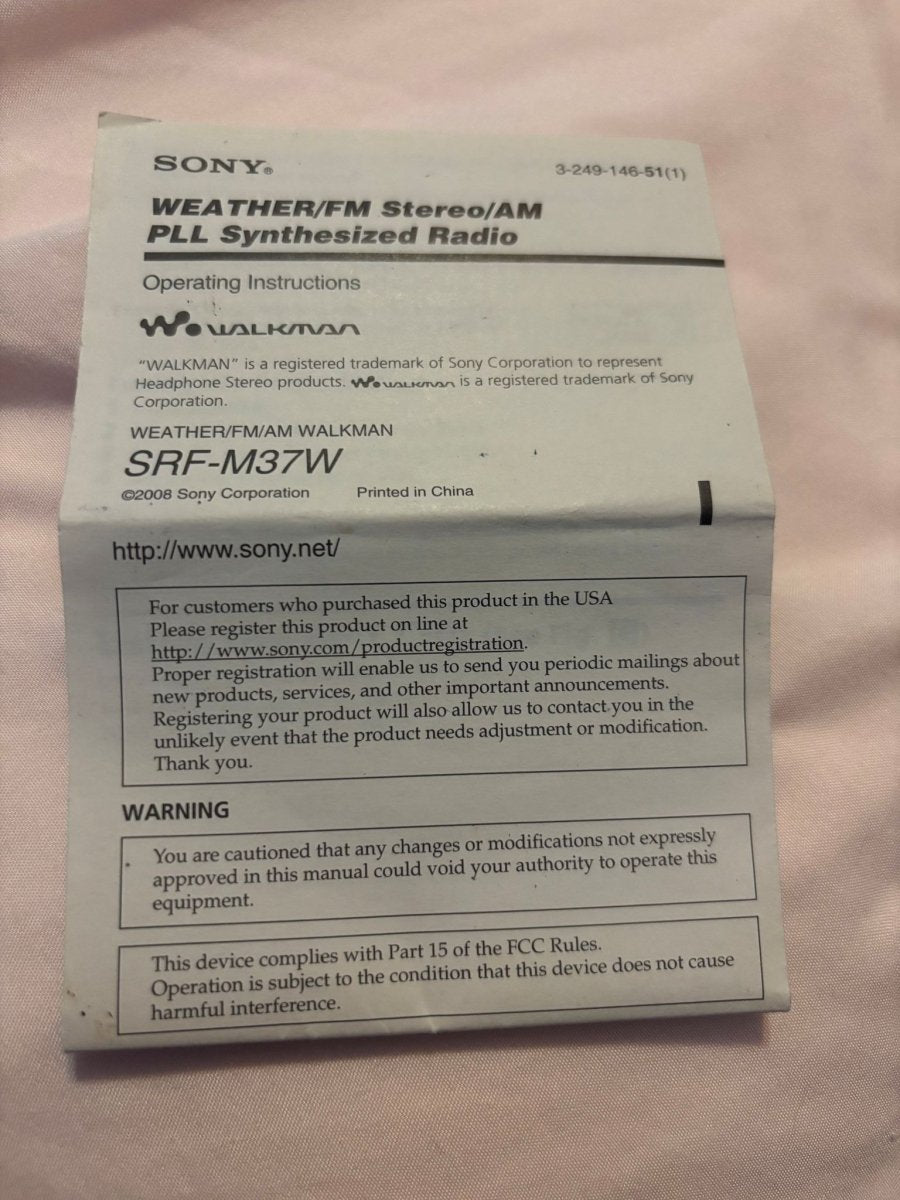 SONY®
3-249-146-51(1)
WEATHER/FM Stereo/AM
PLL Synthesized Radio
Operating Instructions
WALKMAN
“WALKMAN” is a registered trademark of Sony Corporation to represent
Headphone Stereo products. WALKMAN is a registered trademark of Sony
Corporation.
WEATHER/FM/AM WALKMAN
SRF-M37W
©2008 Sony Corporation Printed in China
http://www.sony.net/
For customers who purchased this product in the USA
Please register this product on line at
http://www.sony.com/productregistration.
Proper registration will enable us to send you periodic mailings about
new products, services, and other important announcements.
Registering your product will also allow us to contact you in the
unlikely event that the product needs adjustment or modification.
Thank you.
WARNING
You are cautioned that any changes or modifications not expressly
approved in this manual could void your authority to operate this
equipment.
This device complies with Part 15 of the FCC Rules.
Operation is subject to the condition that this device does not cause
harmful interference.